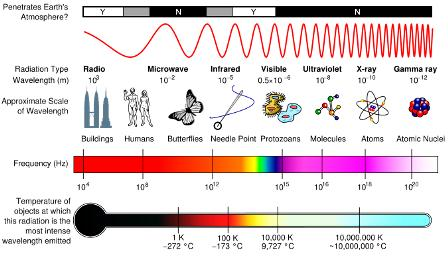 Penetrates Earth's
Atmosphere?
Y N Y N
Radiation Type Radio Microwave Infrared Visible Ultraviolet X-ray Gamma ray
Wavelength (m) 10³ 10⁻² 10⁻⁵ 0.5×10⁻⁶ 10⁻⁸ 10⁻¹⁰ 10⁻¹²
Approximate Scale
of Wavelength
Buildings Humans Butterflies Needle Point Protozoans Molecules Atoms Atomic Nuclei
Frequency (Hz)
10⁴ 10⁸ 10¹² 10¹⁵ 10¹⁶ 10¹⁸ 10²⁰
Temperature of
objects at which
this radiation is the
most intense
wavelength emitted
1 K 100 K 10,000 K 10,000,000 K
−272 °C −173 °C 9,727 °C ~10,000,000 °C